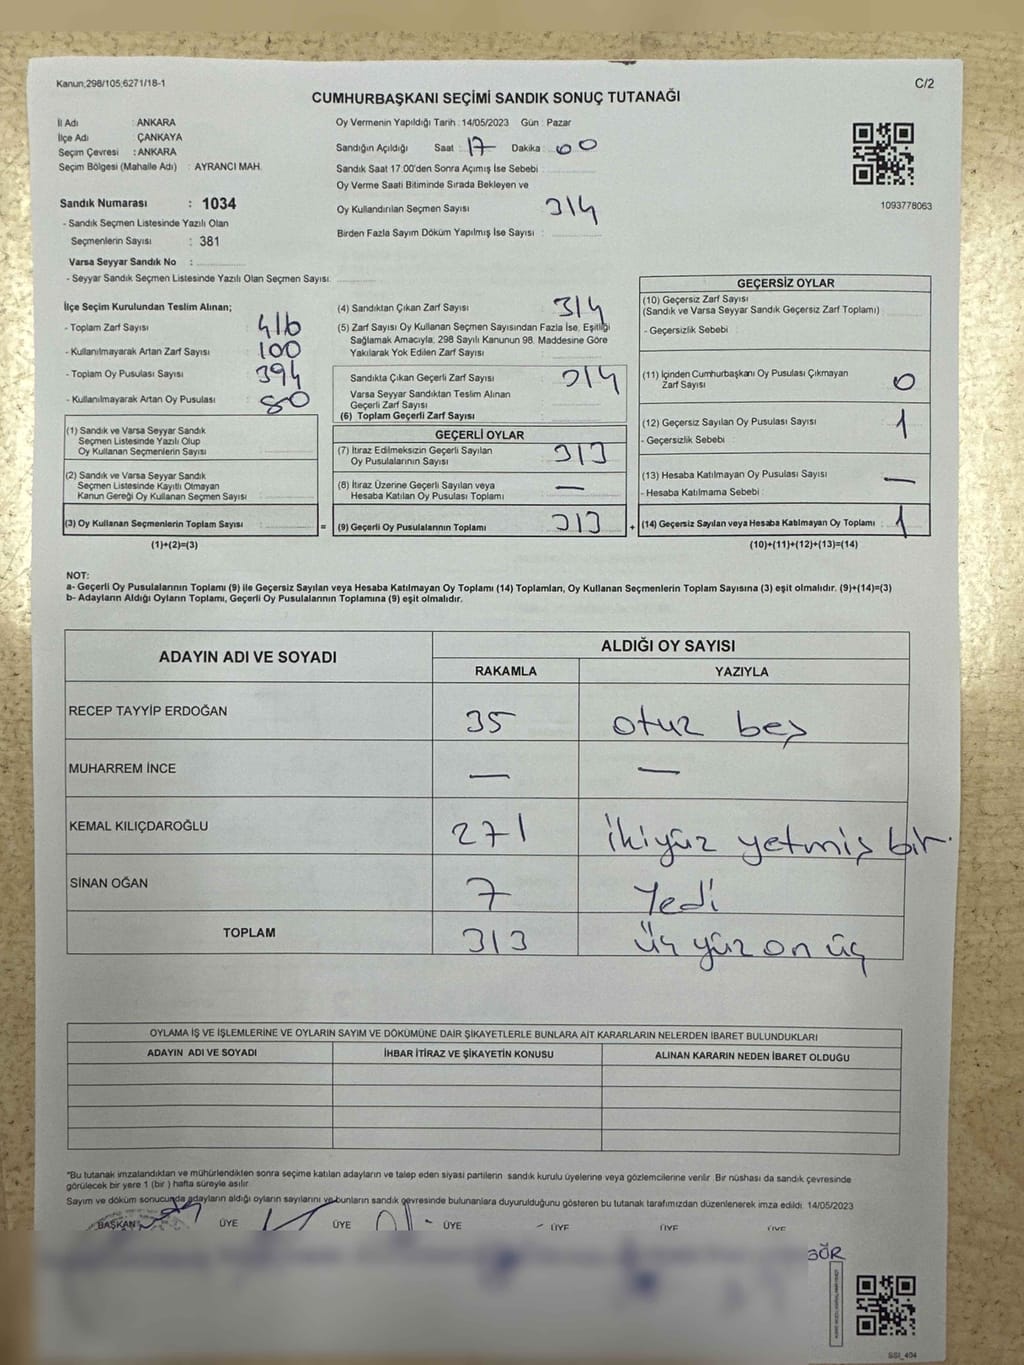 Kanun,298/105;6271/18-1
C/2
CUMHURBAŞKANI SEÇİMİ SANDIK SONUÇ TUTANAĞI
İl Adı : ANKARA
İlçe Adı : ÇANKAYA
Seçim Çevresi : ANKARA
Seçim Bölgesi (Mahalle Adı) : AYRANCI MAH.
Sandık Numarası : 1034
- Sandık Seçmen Listesinde Yazılı Olan
Seçmenlerin Sayısı : 381
Varsa Seyyar Sandık No :
- Seyyar Sandık Seçmen Listesinde Yazılı Olan Seçmen Sayısı:
Oy Vermenin Yapıldığı Tarih : 14/05/2023 Gün : Pazar
Sandığın Açıldığı Saat : 17 Dakika : 00
Sandık Saat 17:00'den Sonra Açımış İse Sebebi :
Oy Verme Saati Bitiminde Sırada Bekleyen ve
Oy Kullandırılan Seçmen Sayısı 314
Birden Fazla Sayım Döküm Yapılmış İse Sayısı :
1093778063
İlçe Seçim Kurulundan Teslim Alınan;
- Toplam Zarf Sayısı : 416
- Kullanılmayarak Artan Zarf Sayısı : 100
- Toplam Oy Pusulası Sayısı : 394
- Kullanılmayarak Artan Oy Pusulası : 80
(1) Sandık ve Varsa Seyyar Sandık
Seçmen Listesinde Yazılı Olup
Oy Kullanan Seçmenlerin Sayısı :
(2) Sandık ve Varsa Seyyar Sandık
Seçmen Listesinde Kayıtlı Olmayan
Kanun Gereği Oy Kullanan Seçmen Sayısı :
(3) Oy Kullanan Seçmenlerin Toplam Sayısı : =
(1)+(2)=(3)
(4) Sandıktan Çıkan Zarf Sayısı : 314
(5) Zarf Sayısı Oy Kullanan Seçmen Sayısından Fazla İse, Eşitliği
Sağlamak Amacıyla, 298 Sayılı Kanunun 98. Maddesine Göre
Yakılarak Yok Edilen Zarf Sayısı :
Sandıkta Çıkan Geçerli Zarf Sayısı : 314
Varsa Seyyar Sandıktan Teslim Alınan
Geçerli Zarf Sayısı :
(6) Toplam Geçerli Zarf Sayısı :
GEÇERLİ OYLAR
(7) İtiraz Edilmeksizin Geçerli Sayılan
Oy Pusulalarının Sayısı : 313
(8) İtiraz Üzerine Geçerli Sayılan veya
Hesaba Katılan Oy Pusulası Toplamı : —
(9) Geçerli Oy Pusulalarının Toplamı : 313 +
GEÇERSİZ OYLAR
(10) Geçersiz Zarf Sayısı
(Sandık ve Varsa Seyyar Sandık Geçersiz Zarf Toplamı) :
- Geçersizlik Sebebi :
(11) İçinden Cumhurbaşkanı Oy Pusulası Çıkmayan
Zarf Sayısı : 0
(12) Geçersiz Sayılan Oy Pusulası Sayısı : 1
- Geçersizlik Sebebi :
(13) Hesaba Katılmayan Oy Pusulası Sayısı : —
- Hesaba Katılmama Sebebi :
(14) Geçersiz Sayılan veya Hesaba Katılmayan Oy Toplamı : 1
(10)+(11)+(12)+(13)=(14)
NOT:
a- Geçerli Oy Pusulalarının Toplamı (9) ile Geçersiz Sayılan veya Hesaba Katılmayan Oy Toplamı (14) Toplamları, Oy Kullanan Seçmenlerin Toplam Sayısına (3) eşit olmalıdır. (9)+(14)=(3)
b- Adayların Aldığı Oyların Toplamı, Geçerli Oy Pusulalarının Toplamına (9) eşit olmalıdır.
ADAYIN ADI VE SOYADI ALDIĞI OY SAYISI
RAKAMLA YAZIYLA
RECEP TAYYİP ERDOĞAN 35 otuz beş
MUHARREM İNCE — —
KEMAL KILIÇDAROĞLU 271 ikiyüz yetmiş bir
SİNAN OĞAN 7 Yedi
TOPLAM 313 üç yüz on üç
OYLAMA İŞ VE İŞLEMLERİNE VE OYLARIN SAYIM VE DÖKÜMÜNE DAİR ŞİKAYETLERLE BUNLARA AİT KARARLARIN NELERDEN İBARET BULUNDUKLARI
ADAYIN ADI VE SOYADI İHBAR İTİRAZ VE ŞİKAYETİN KONUSU ALINAN KARARIN NEDEN İBARET OLDUĞU
*Bu tutanak imzalandıktan ve mühürlendikten sonra seçime katılan adayların ve talep eden siyasi partilerin sandık kurulu üyelerine veya gözlemcilerine verilir. Bir nüshası da sandık çevresinde
görülecek bir yere 1 (bir) hafta süreyle asılır.
Sayım ve döküm sonucunda adayların aldığı oyların sayılarını ve bunların sandık çevresinde bulunanlara duyurulduğunu gösteren bu tutanak tarafımızdan düzenlenerek imza edildi. 14/05/2023
BAŞKAN ÜYE ÜYE ÜYE ÜYE ÜYE ÜYE
GÖR
SSI_404